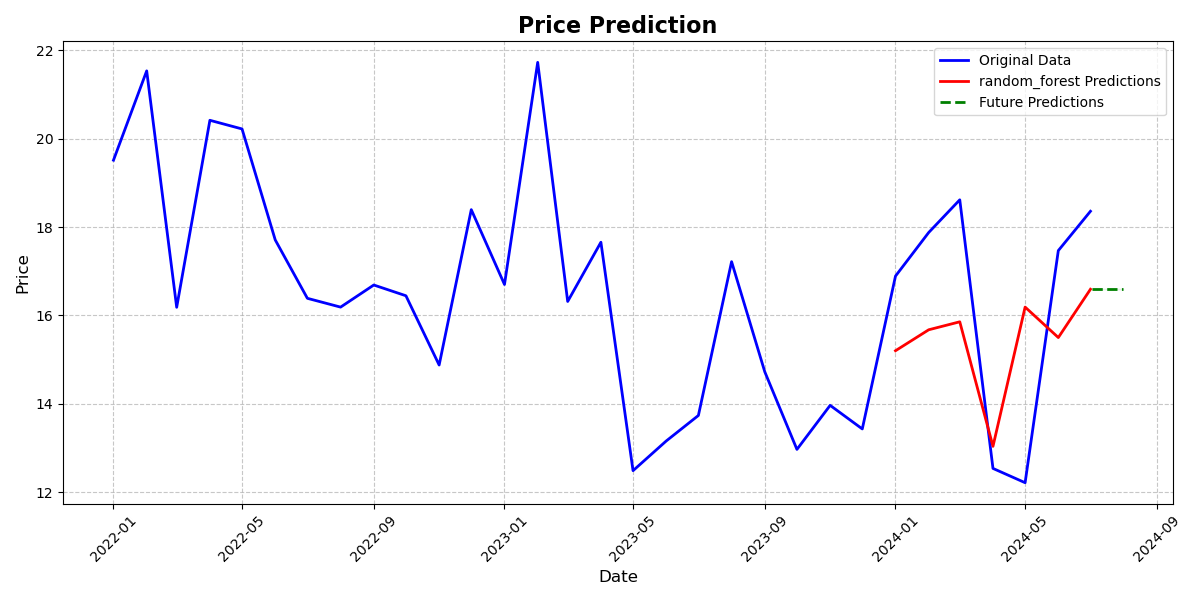 Price Prediction
Original Data
random_forest Predictions
Future Predictions
Price
22
20
18
16
14
12
2022-01
2022-05
2022-09
2023-01
2023-05
2023-09
2024-01
2024-05
2024-09
Date